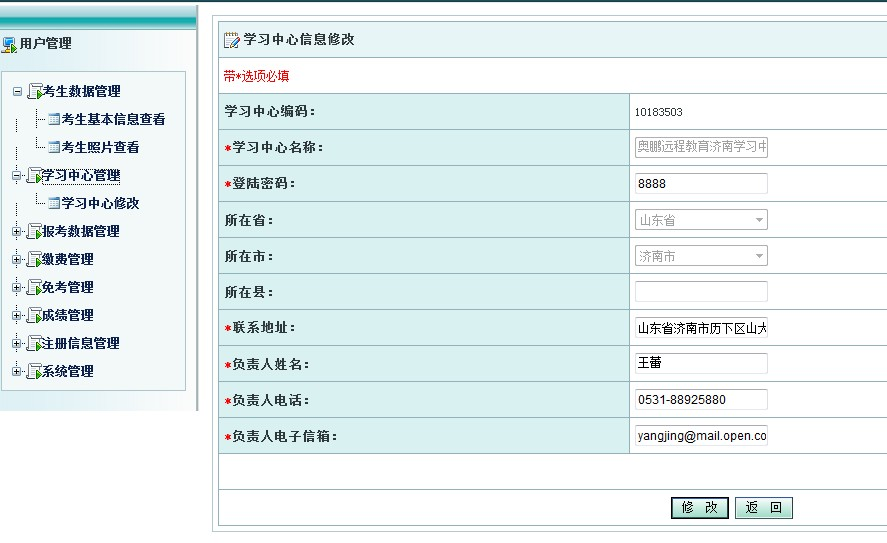 用户管理
考生数据管理
考生基本信息查看
考生照片查看
学习中心管理
学习中心修改
报考数据管理
缴费管理
免考管理
成绩管理
注册信息管理
系统管理
学习中心信息修改
带*选项必填
学习中心编码： 10183503
*学习中心名称： 奥鹏远程教育济南学习中
*登陆密码： 8888
所在省： 山东省
所在市： 济南市
所在县：
*联系地址： 山东省济南市历下区山大
*负责人姓名： 王蕾
*负责人电话： 0531-88925880
*负责人电子信箱： yangjing@mail.open.co
修 改 返 回